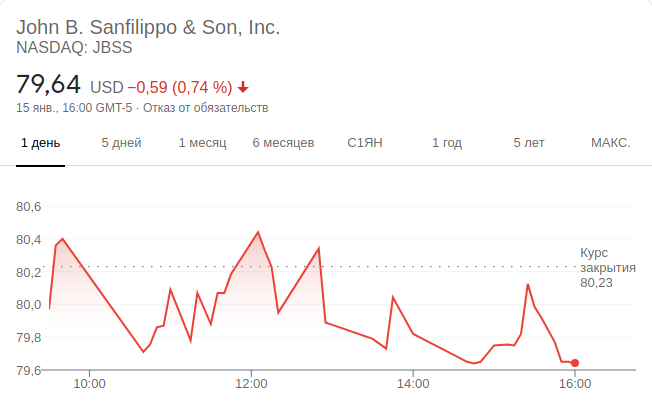 John B. Sanfilippo & Son, Inc.
NASDAQ: JBSS
79,64 USD −0,59 (0,74 %)
15 янв., 16:00 GMT-5 · Отказ от обязательств
1 день 5 дней 1 месяц 6 месяцев С1ЯН 1 год 5 лет МАКС.
80,6
80,4
80,2
80,0
79,8
79,6
Курс
закрытия
80,23
10:00 12:00 14:00 16:00